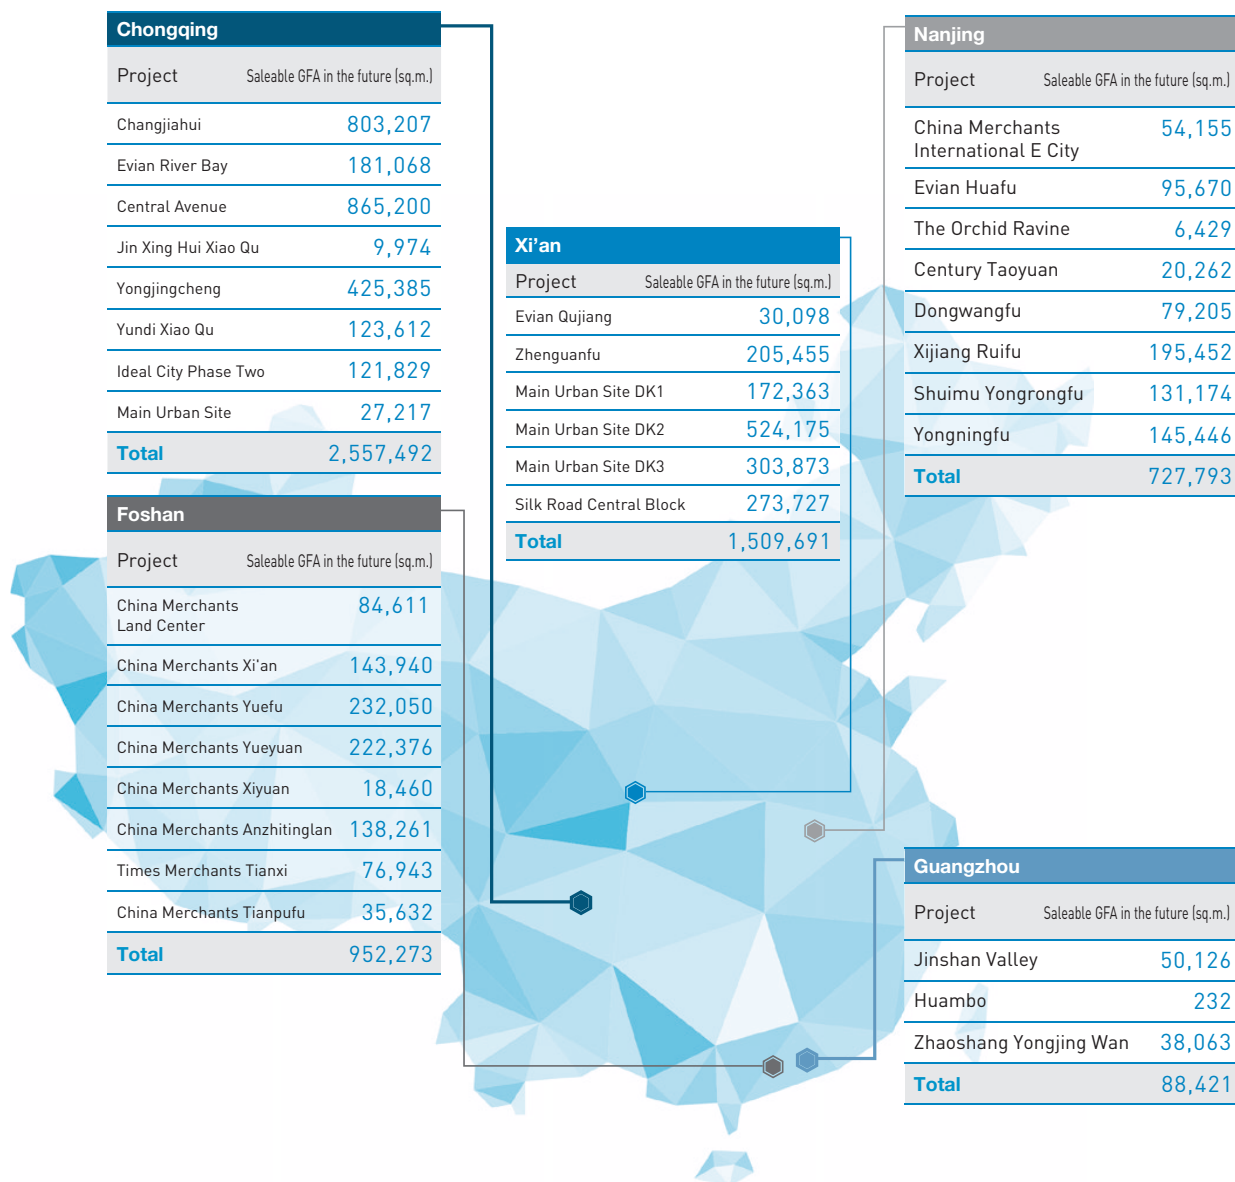 Chongqing
Project Saleable GFA in the future (sq.m.)
Changjiahui 803,207
Evian River Bay 181,068
Central Avenue 865,200
Jin Xing Hui Xiao Qu 9,974
Yongjingcheng 425,385
Yundi Xiao Qu 123,612
Ideal City Phase Two 121,829
Main Urban Site 27,217
Total 2,557,492
Foshan
Project Saleable GFA in the future (sq.m.)
China Merchants 84,611
Land Center
China Merchants Xi'an 143,940
China Merchants Yuefu 232,050
China Merchants Yueyuan 222,376
China Merchants Xiyuan 18,460
China Merchants Anzhitinglan 138,261
Times Merchants Tianxi 76,943
China Merchants Tianpufu 35,632
Total 952,273
Xi’an
Project Saleable GFA in the future (sq.m.)
Evian Qujiang 30,098
Zhenguanfu 205,455
Main Urban Site DK1 172,363
Main Urban Site DK2 524,175
Main Urban Site DK3 303,873
Silk Road Central Block 273,727
Total 1,509,691
Nanjing
Project Saleable GFA in the future (sq.m.)
China Merchants 54,155
International E City
Evian Huafu 95,670
The Orchid Ravine 6,429
Century Taoyuan 20,262
Dongwangfu 79,205
Xijiang Ruifu 195,452
Shuimu Yongrongfu 131,174
Yongningfu 145,446
Total 727,793
Guangzhou
Project Saleable GFA in the future (sq.m.)
Jinshan Valley 50,126
Huambo 232
Zhaoshang Yongjing Wan 38,063
Total 88,421